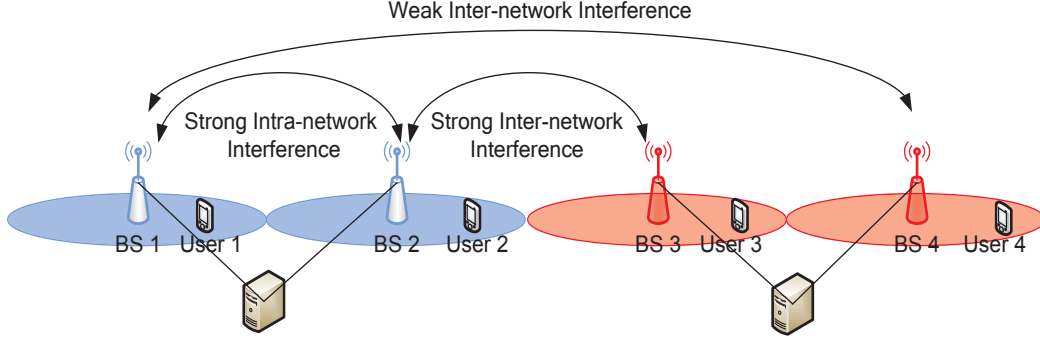 Weak Inter-network Interference
Strong Intra-network
Interference
Strong Inter-network
Interference
BS 1
User 1
BS 2
User 2
BS 3
User 3
BS 4
User 4